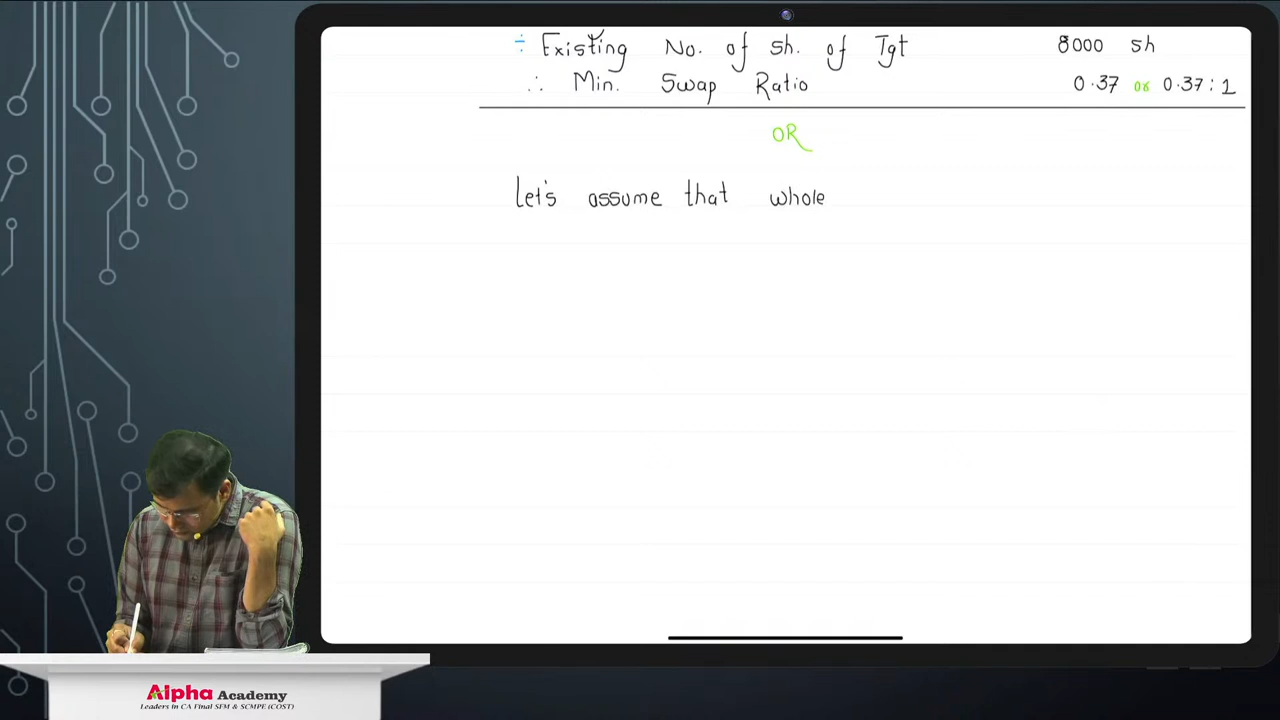 ÷ Existing No. of sh. of Tgt 8000 sh
∴ Min. Swap Ratio 0.37 or 0.37:1
OR
Let's assume that whole
Alpha Academy
Leaders in CA Final SFM & SCMPE (COST)